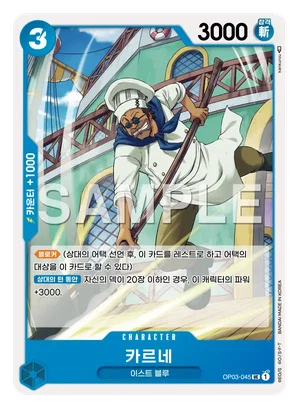 3
3000
참격
斬
카운터 +1000
SAMPLE
블로커 (상대의 어택 선언 후, 이 카드를 레스트로 하고 어택의
대상을 이 카드로 할 수 있다)
상대의 턴 동안 자신의 덱이 20장 이하인 경우, 이 캐릭터의 파워
+3000.
CHARACTER
카르네
이스트 블루
OP03-045 UC 1
BANDAI MADE IN KOREA